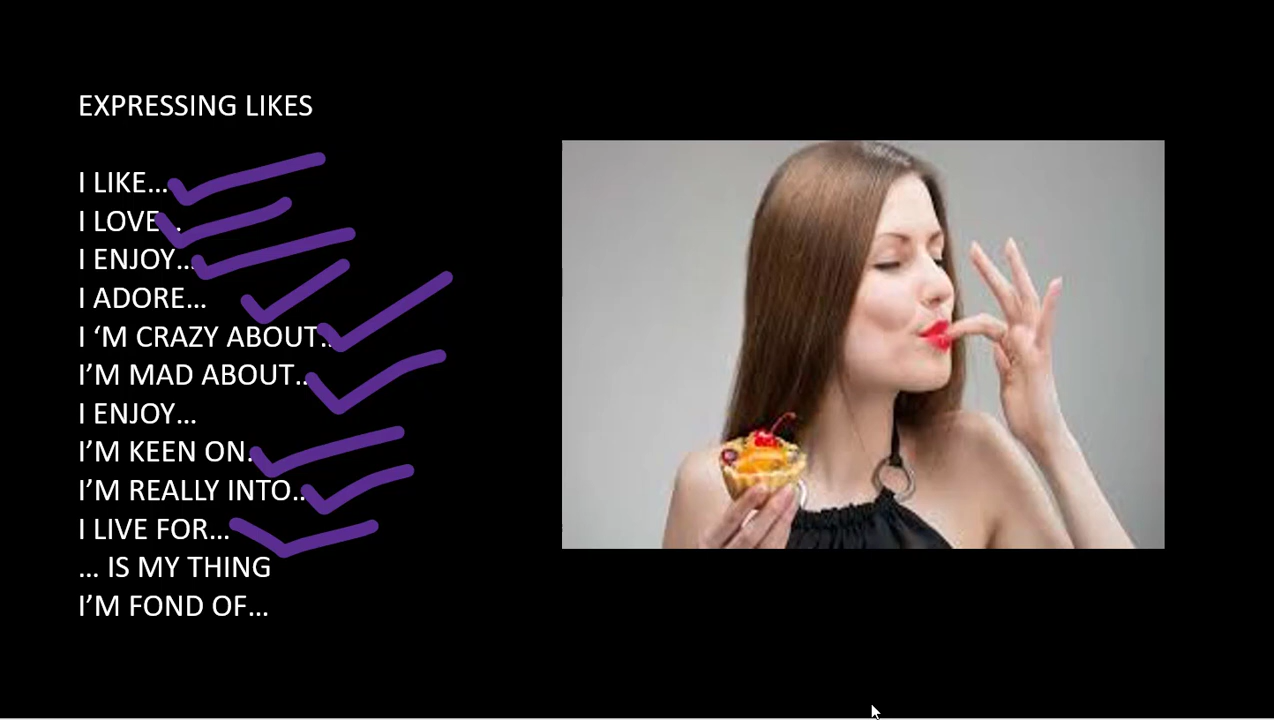 EXPRESSING LIKES
I LIKE...
I LOVE...
I ENJOY...
I ADORE...
I ‘M CRAZY ABOUT..
I’M MAD ABOUT..
I ENJOY...
I’M KEEN ON.
I’M REALLY INTO..
I LIVE FOR...
... IS MY THING
I’M FOND OF...